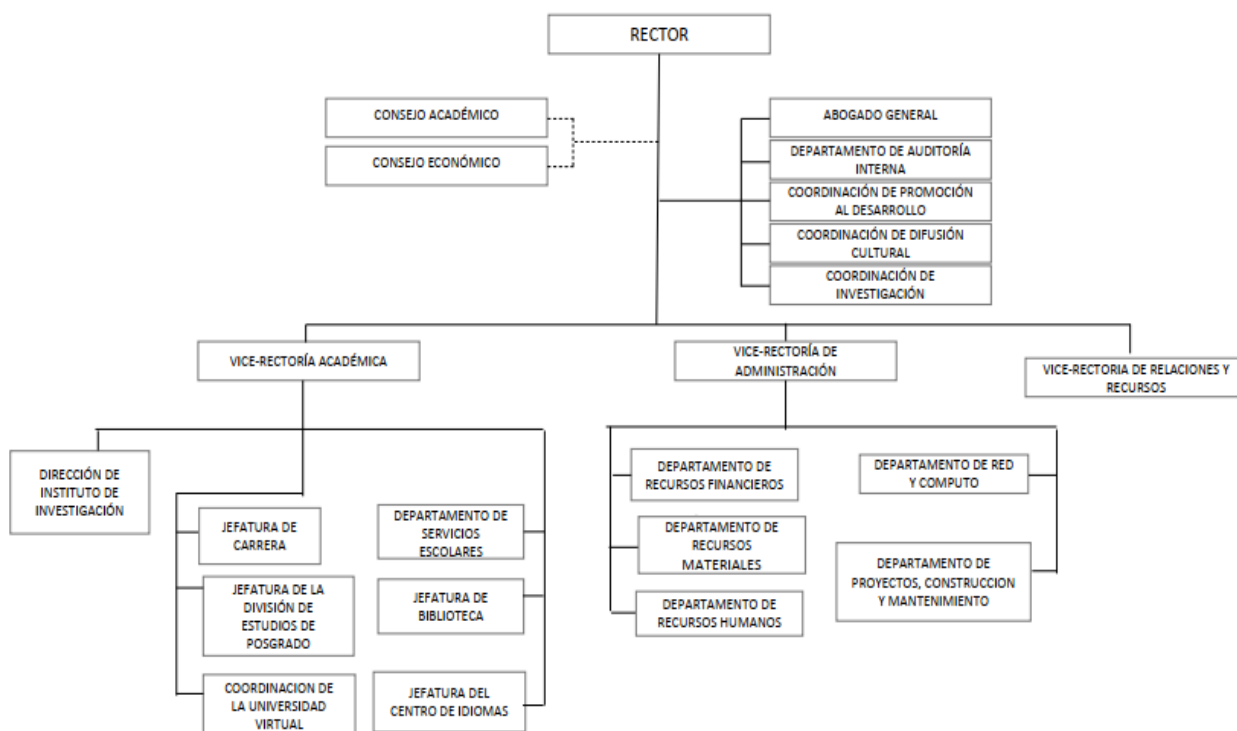 RECTOR
CONSEJO ACADÉMICO
CONSEJO ECONÓMICO
ABOGADO GENERAL
DEPARTAMENTO DE AUDITORÍA
INTERNA
COORDINACIÓN DE PROMOCIÓN
AL DESARROLLO
COORDINACIÓN DE DIFUSIÓN
CULTURAL
COORDINACIÓN DE
INVESTIGACIÓN
VICE-RECTORÍA ACADÉMICA
VICE-RECTORÍA DE
ADMINISTRACIÓN
VICE-RECTORIA DE RELACIONES Y
RECURSOS
DIRECCIÓN DE
INSTITUTO DE
INVESTIGACIÓN
JEFATURA DE
CARRERA
JEFATURA DE LA
DIVISIÓN DE
ESTUDIOS DE
POSGRADO
COORDINACION DE
LA UNIVERSIDAD
VIRTUAL
DEPARTAMENTO DE
SERVICIOS
ESCOLARES
JEFATURA DE
BIBLIOTECA
JEFATURA DEL
CENTRO DE IDIOMAS
DEPARTAMENTO DE
RECURSOS FINANCIEROS
DEPARTAMENTO DE
RECURSOS
MATERIALES
DEPARTAMENTO DE
RECURSOS HUMANOS
DEPARTAMENTO DE RED
Y COMPUTO
DEPARTAMENTO DE
PROYECTOS, CONSTRUCCION
Y MANTENIMIENTO